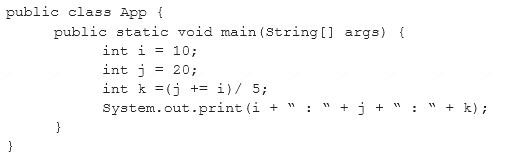 public class App {
public static void main(String[] args) {
int i = 10;
int j = 20;
int k =(j += i)/ 5;
System.out.print(i + “ : “ + j + “ : “ + k);
}
}